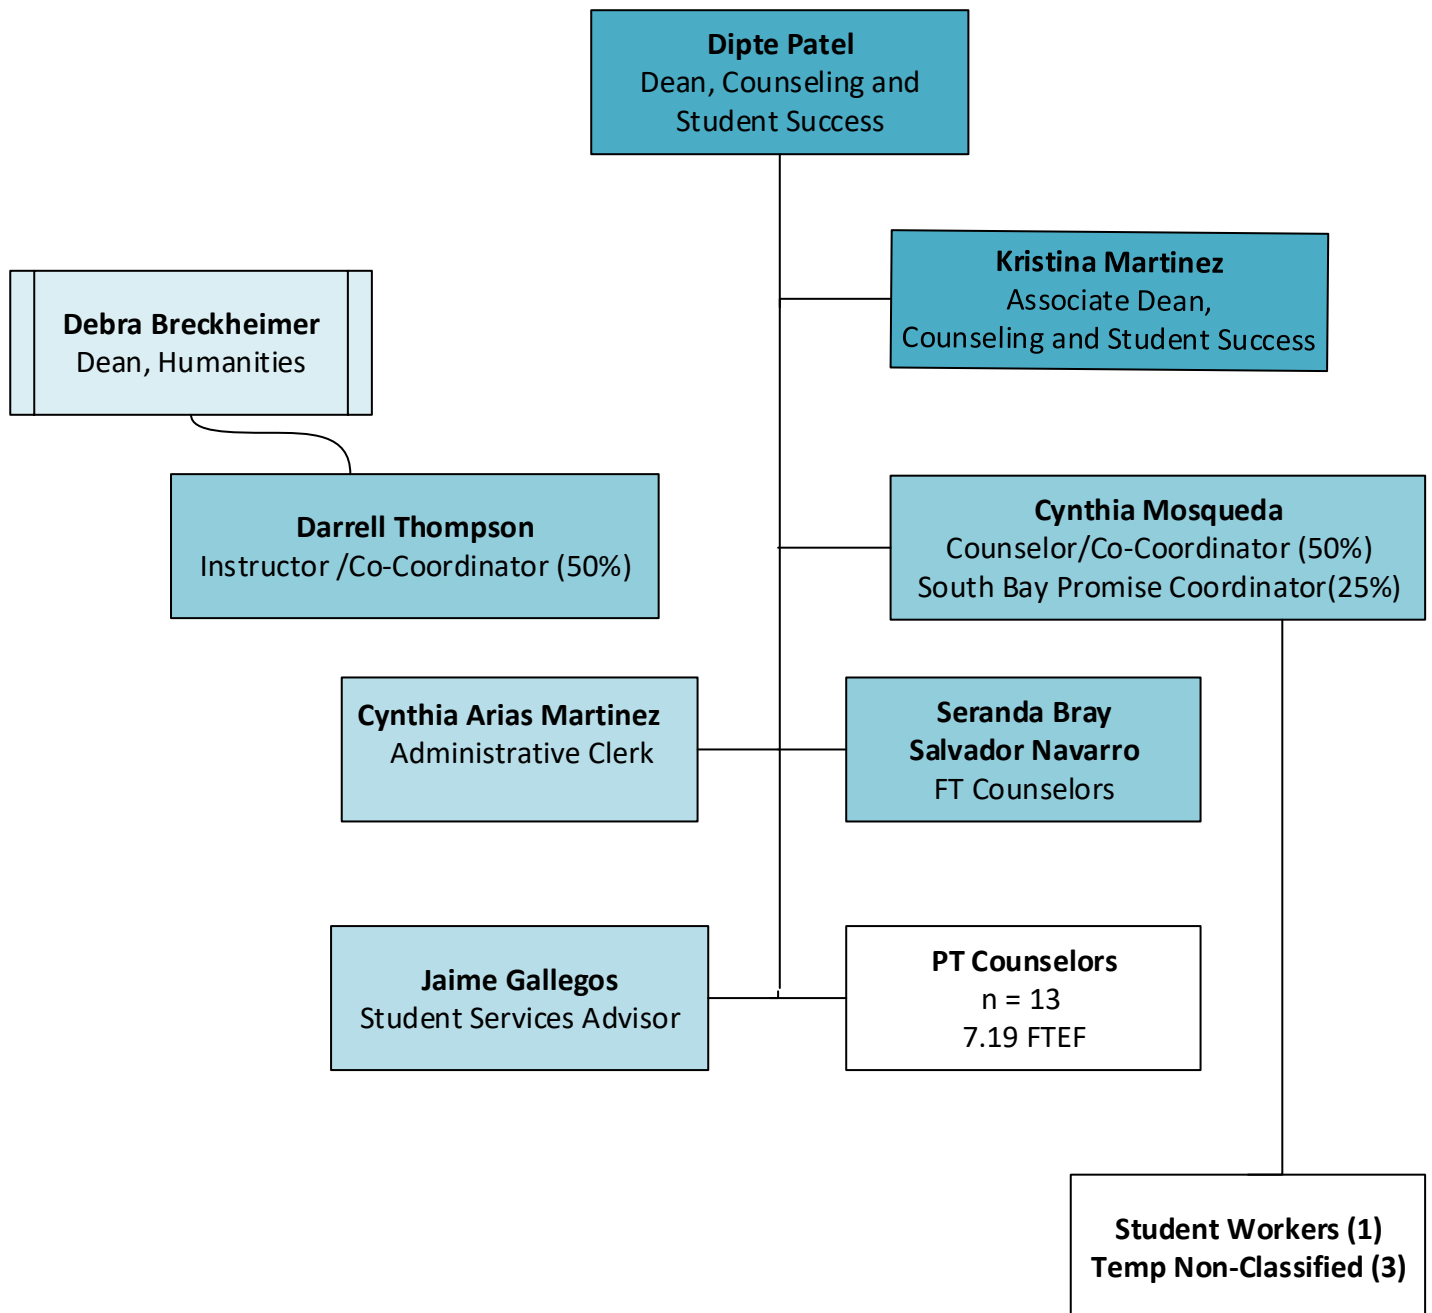 Dipte Patel
Dean, Counseling and
Student Success
Kristina Martinez
Associate Dean,
Counseling and Student Success
Debra Breckheimer
Dean, Humanities
Darrell Thompson
Instructor /Co-Coordinator (50%)
Cynthia Mosqueda
Counselor/Co-Coordinator (50%)
South Bay Promise Coordinator(25%)
Cynthia Arias Martinez
Administrative Clerk
Seranda Bray
Salvador Navarro
FT Counselors
Jaime Gallegos
Student Services Advisor
PT Counselors
n = 13
7.19 FTEF
Student Workers (1)
Temp Non-Classified (3)